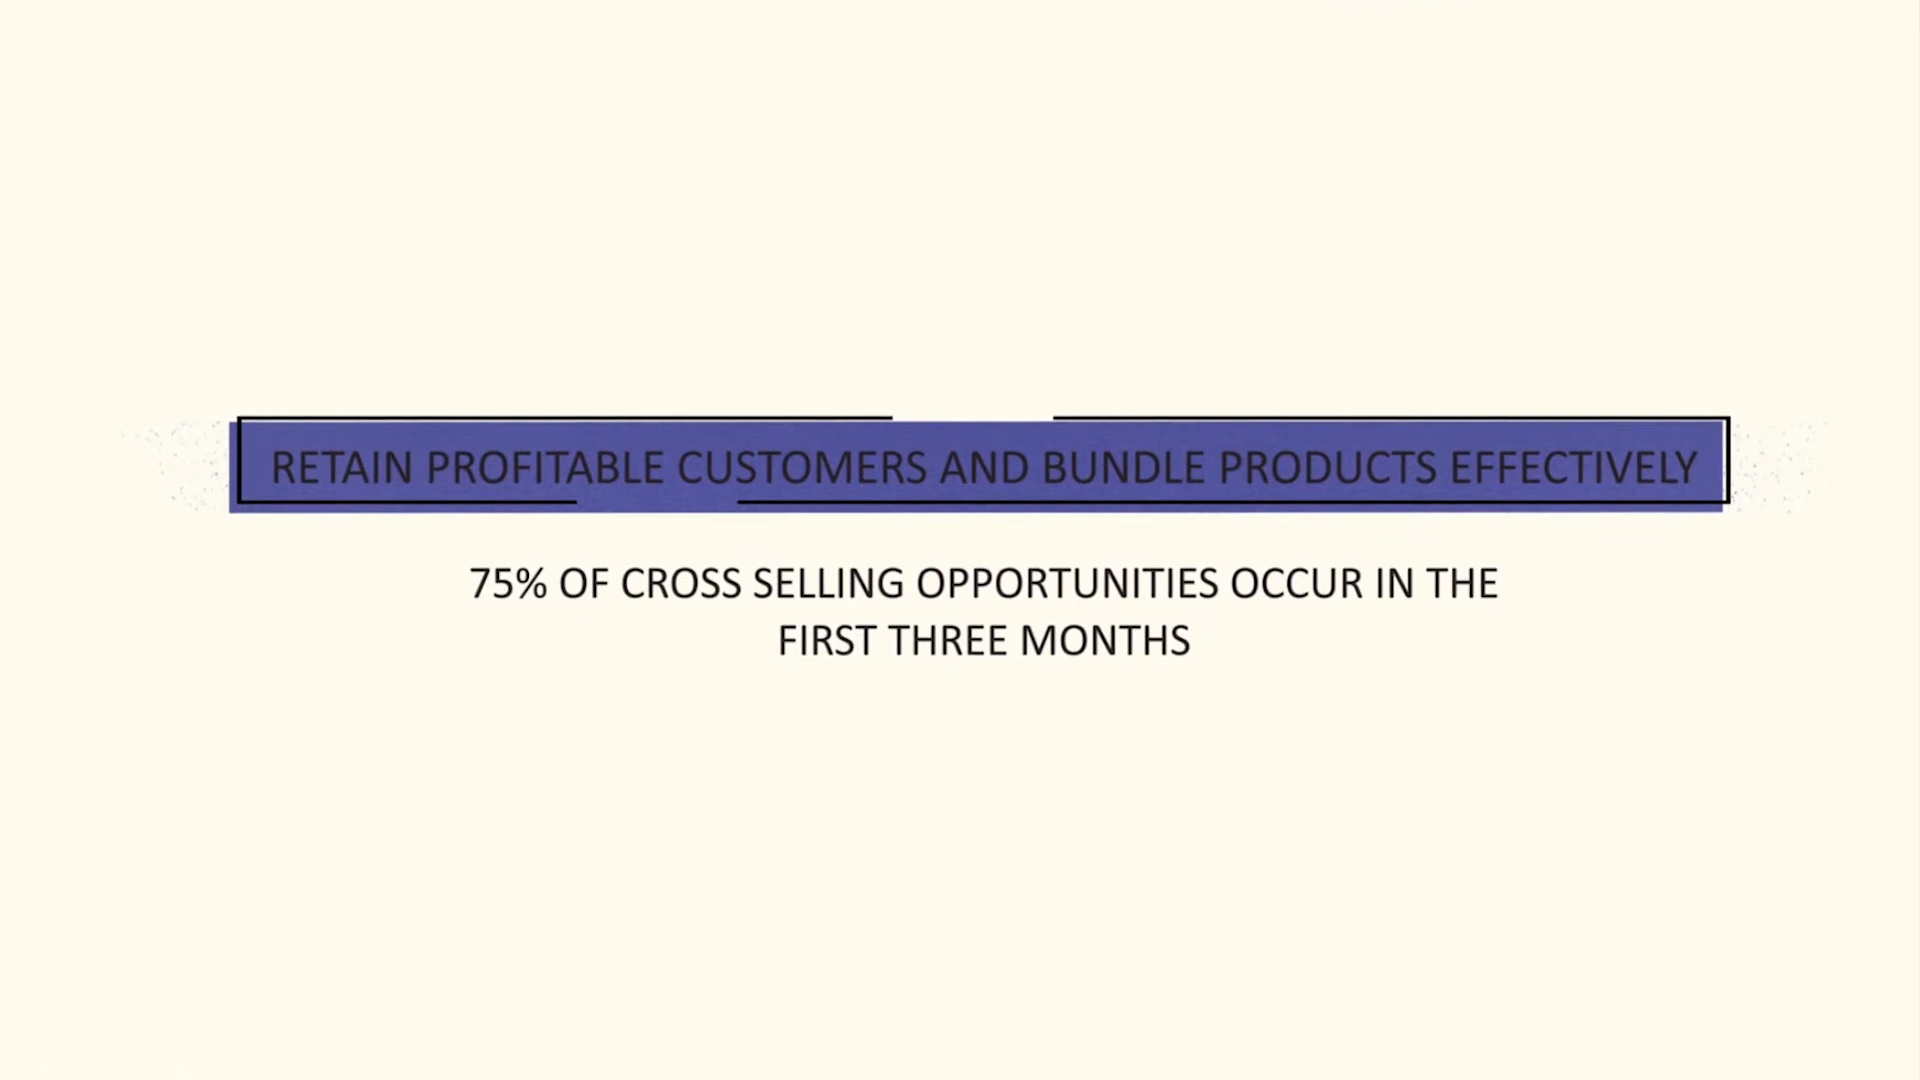 RETAIN PROFITABLE CUSTOMERS AND BUNDLE PRODUCTS EFFECTIVELY
75% OF CROSS SELLING OPPORTUNITIES OCCUR IN THE
FIRST THREE MONTHS